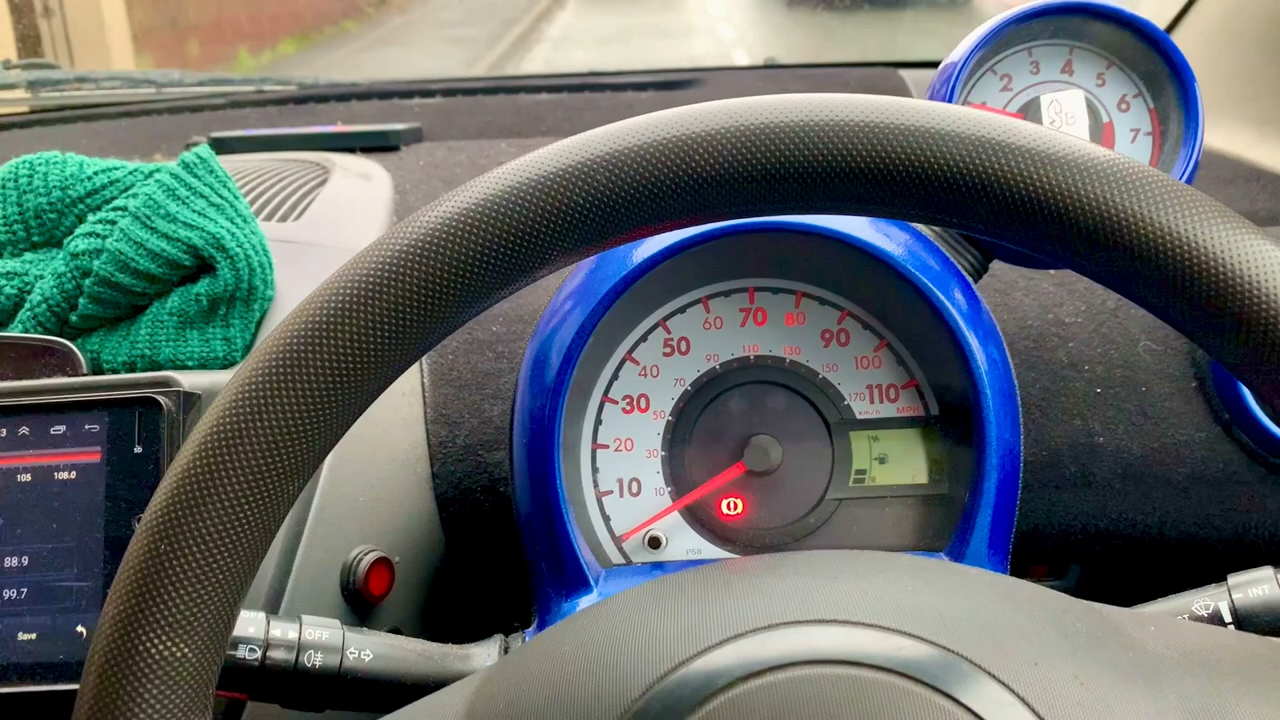 2 3 4 5 6 7
B
10 20 30 40 50 60 70 80 90 100 110
MPH
10 30 50 70 90 110 130 150 170
km/h
P58
SD
105 108.0
88.9
99.7
Save
OFF
INT